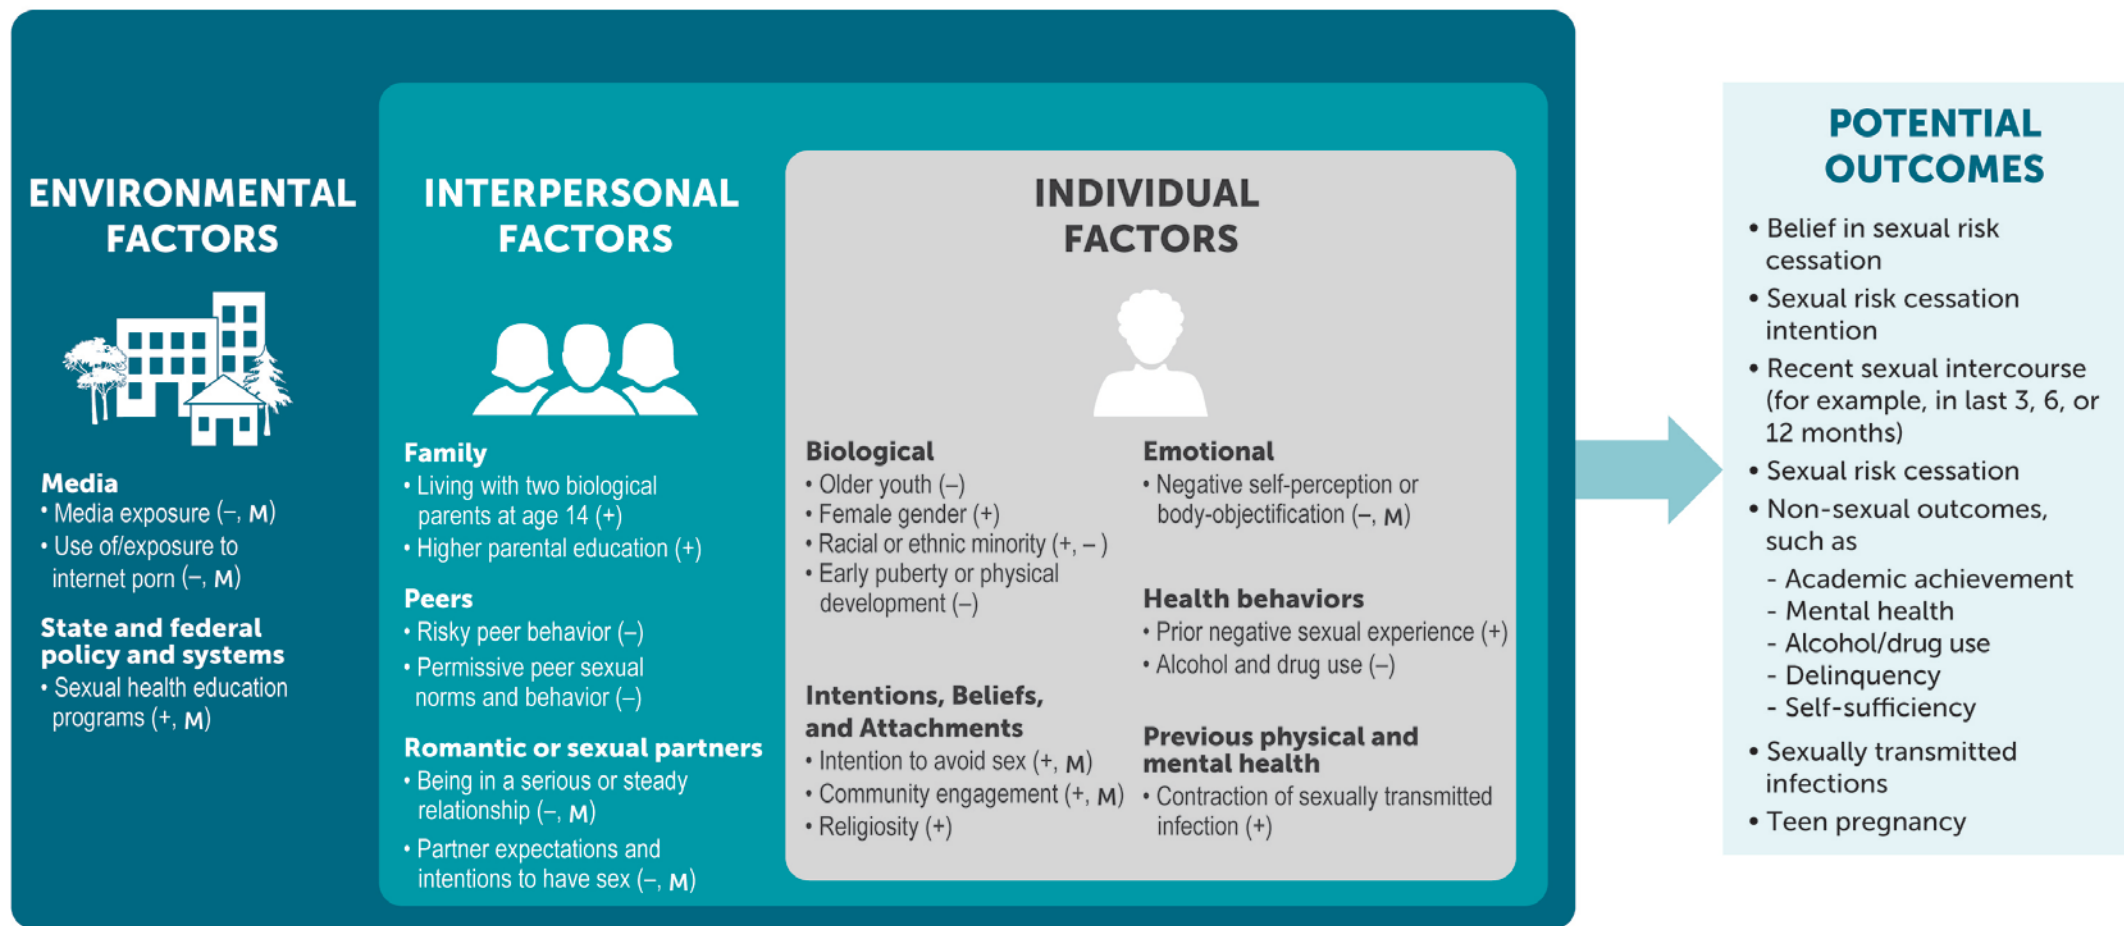 ENVIRONMENTAL
FACTORS
Media
• Media exposure (–, M)
• Use of/exposure to
internet porn (–, M)
State and federal
policy and systems
• Sexual health education
programs (+, M)
INTERPERSONAL
FACTORS
Family
• Living with two biological
parents at age 14 (+)
• Higher parental education (+)
Peers
• Risky peer behavior (–)
• Permissive peer sexual
norms and behavior (–)
Romantic or sexual partners
• Being in a serious or steady
relationship (–, M)
• Partner expectations and
intentions to have sex (–, M)
INDIVIDUAL
FACTORS
Biological
• Older youth (–)
• Female gender (+)
• Racial or ethnic minority (+, – )
• Early puberty or physical
development (–)
Intentions, Beliefs,
and Attachments
• Intention to avoid sex (+, M)
• Community engagement (+, M)
• Religiosity (+)
Emotional
• Negative self-perception or
body-objectification (–, M)
Health behaviors
• Prior negative sexual experience (+)
• Alcohol and drug use (–)
Previous physical and
mental health
• Contraction of sexually transmitted
infection (+)
POTENTIAL
OUTCOMES
• Belief in sexual risk
cessation
• Sexual risk cessation
intention
• Recent sexual intercourse
(for example, in last 3, 6, or
12 months)
• Sexual risk cessation
• Non-sexual outcomes,
such as
- Academic achievement
- Mental health
- Alcohol/drug use
- Delinquency
- Self-sufficiency
• Sexually transmitted
infections
• Teen pregnancy